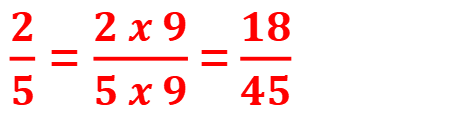 2/5 = 2 x 9/5 x 9 = 18/45